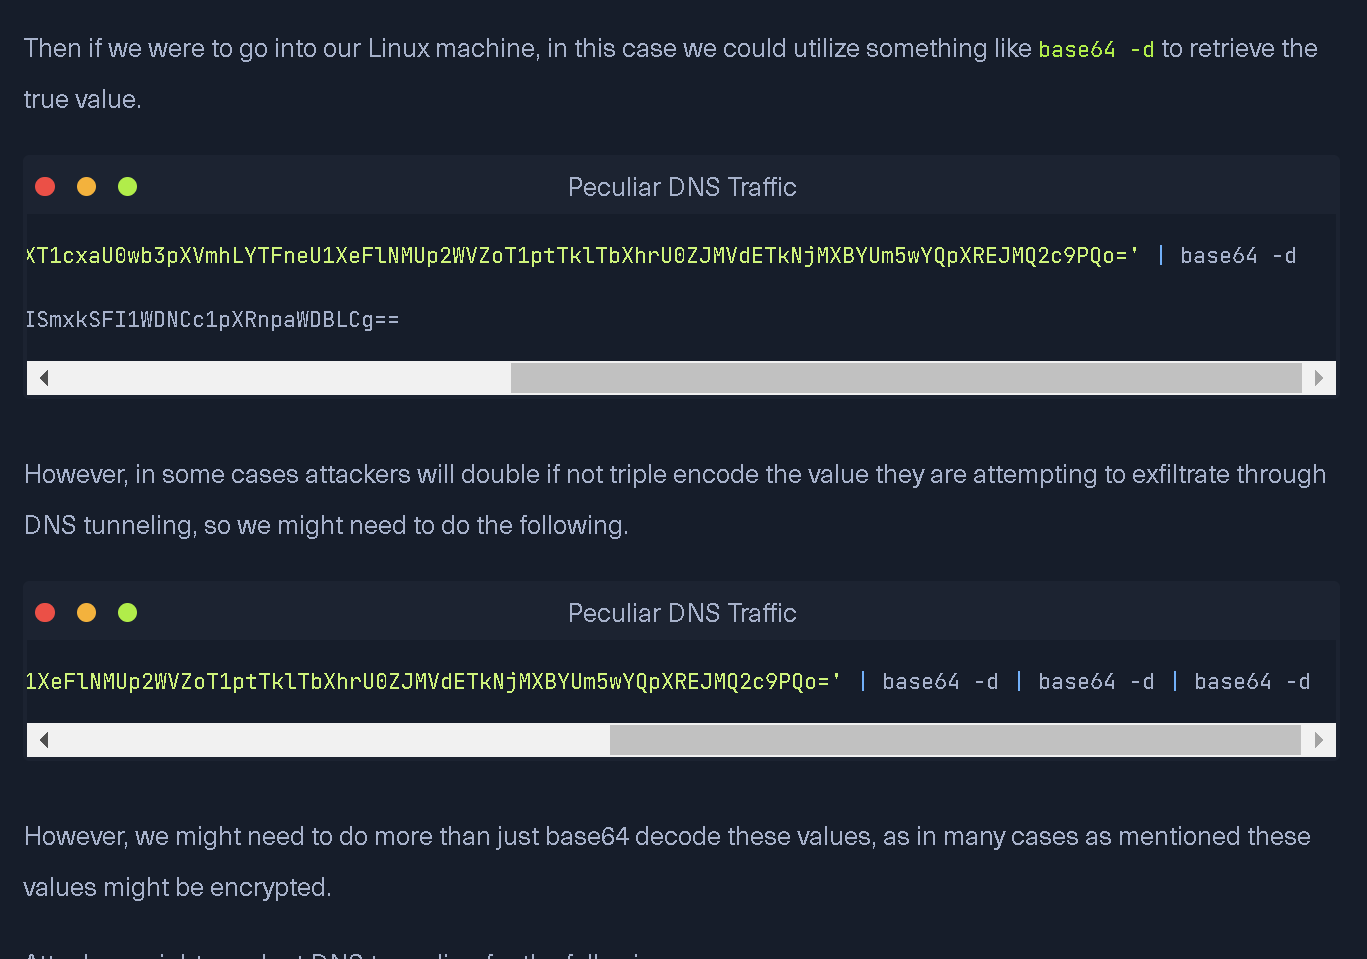 Then if we were to go into our Linux machine, in this case we could utilize something like base64 -d to retrieve the
true value.
Peculiar DNS Traffic
XT1cxaU0wb3pXVmhLYTFneU1XeFlNMUp2WVZoT1ptTklTbXhrU0ZJMVdETkNjMXBYUm5wYQpXREJMQ2c9PQo=' | base64 -d
ISmxkSFI1WDNCc1pXRnpaWDBLCg==
However, in some cases attackers will double if not triple encode the value they are attempting to exfiltrate through
DNS tunneling, so we might need to do the following.
Peculiar DNS Traffic
1XeFlNMUp2WVZoT1ptTklTbXhrU0ZJMVdETkNjMXBYUm5wYQpXREJMQ2c9PQo=' | base64 -d | base64 -d | base64 -d
However, we might need to do more than just base64 decode these values, as in many cases as mentioned these
values might be encrypted.